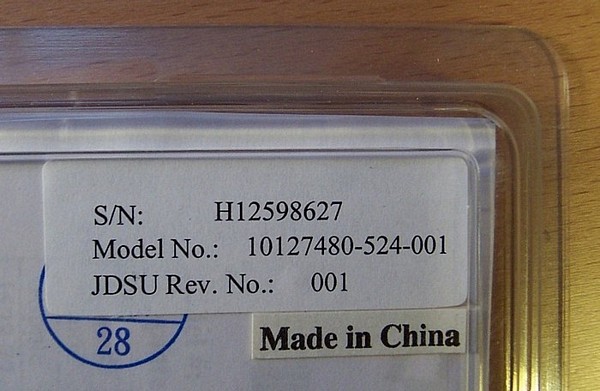 S/N: H12598627
Model No.: 10127480-524-001
JDSU Rev. No.: 001
28
Made in China